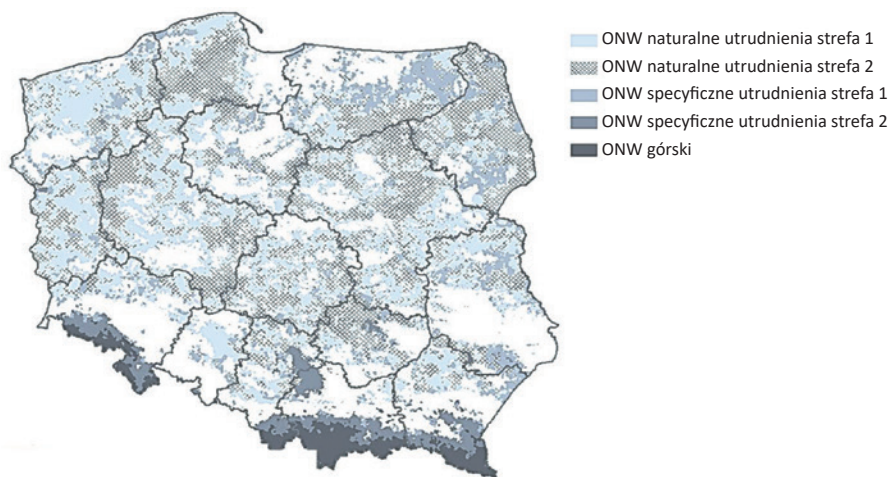 ONW naturalne utrudnienia strefa 1
ONW naturalne utrudnienia strefa 2
ONW specyficzne utrudnienia strefa 1
ONW specyficzne utrudnienia strefa 2
ONW górski